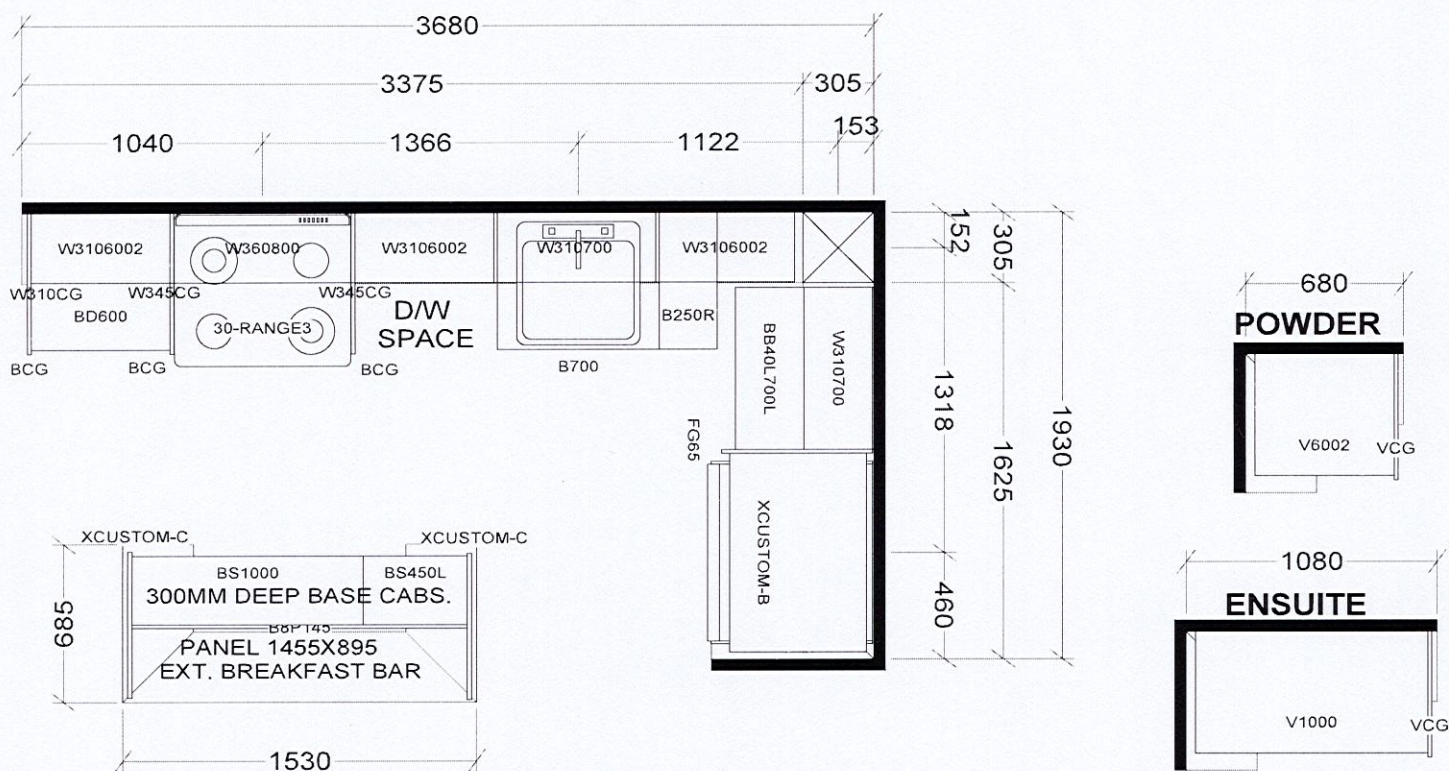 3680
3375
305
153
1040
1366
1122
W3106002
W360800
W3106002
W310700
W3106002
W310CG
W345CG
W345CG
BD600
30-RANGE3
D/W
SPACE
B250R
BCG
BCG
BCG
B700
BB40L700L
W310700
FG65
XCUSTOM-B
152
305
1318
1625
1930
460
XCUSTOM-C
XCUSTOM-C
BS1000
BS450L
300MM DEEP BASE CABS.
PANEL 1455X895
EXT. BREAKFAST BAR
685
1530
680
POWDER
V6002
VCG
1080
ENSUITE
V1000
VCG